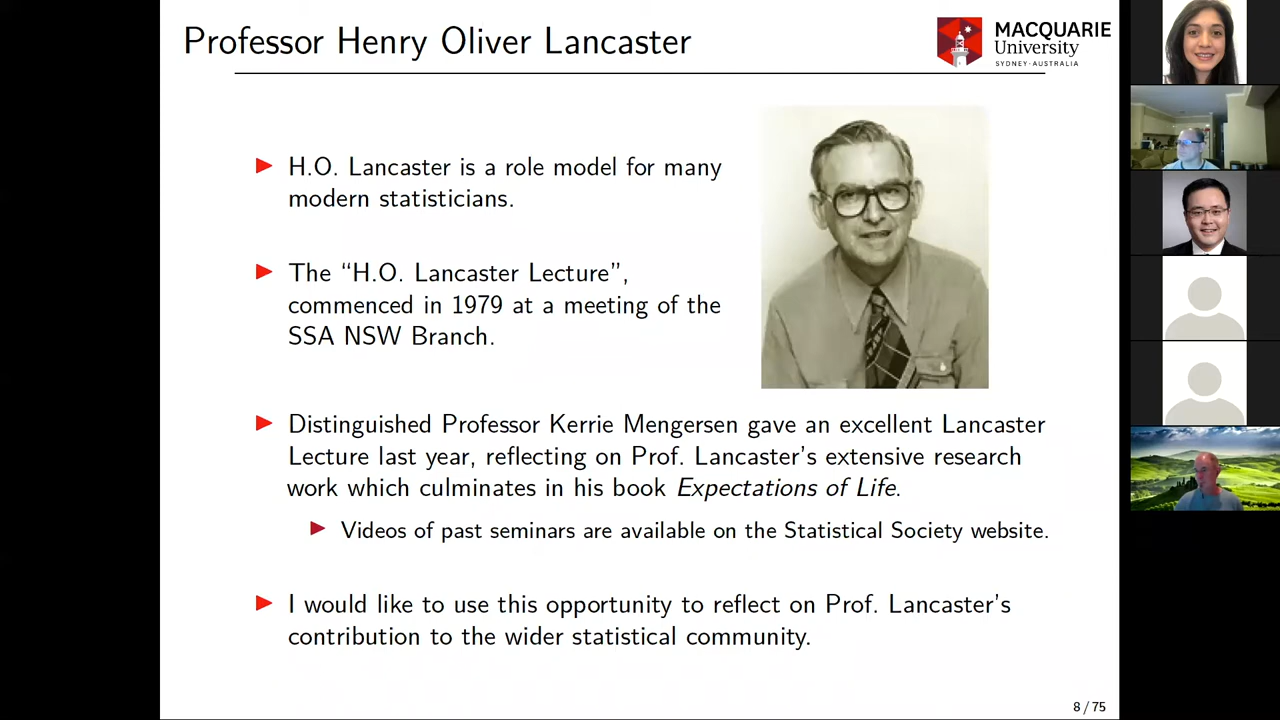 Professor Henry Oliver Lancaster
MACQUARIE
University
SYDNEY·AUSTRALIA
H.O. Lancaster is a role model for many
modern statisticians.
The “H.O. Lancaster Lecture”,
commenced in 1979 at a meeting of the
SSA NSW Branch.
Distinguished Professor Kerrie Mengersen gave an excellent Lancaster
Lecture last year, reflecting on Prof. Lancaster’s extensive research
work which culminates in his book Expectations of Life.
Videos of past seminars are available on the Statistical Society website.
I would like to use this opportunity to reflect on Prof. Lancaster’s
contribution to the wider statistical community.
8 / 75